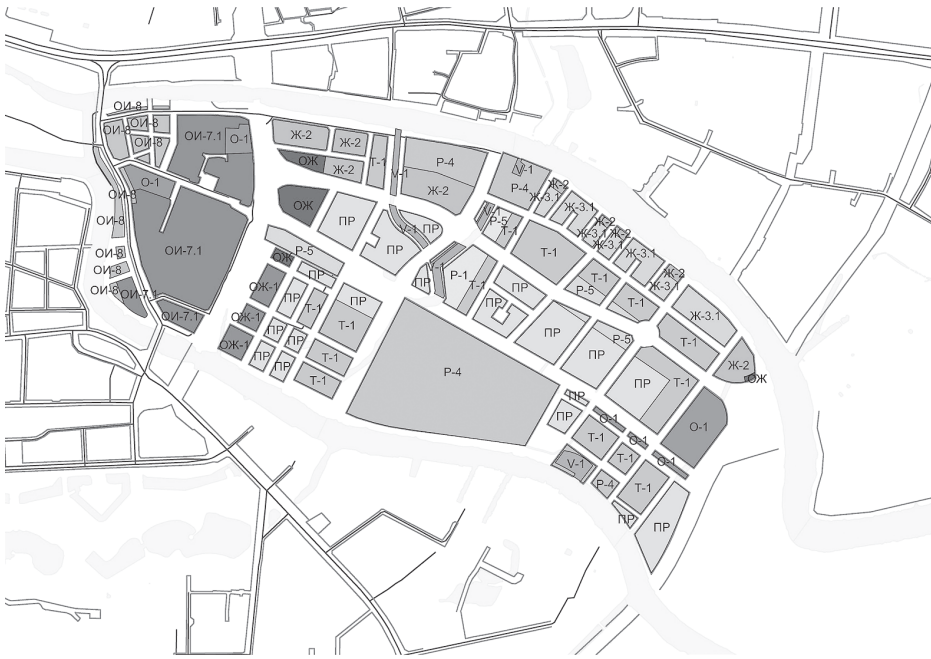 ОИ-8
ОИ-8
ОИ-8
ОИ-7.1
О-1
Ж-2
Ж-2
Ж-2
ОЖ
Т-1
V-1
Р-4
Ж-2
V-1
Р-4
Ж-2
Ж-3.1
Ж-3.1
Ж-2
Ж-3.1
Ж-2
Ж-3.1
Ж-3.1
Ж-2
Ж-3.1
О-1
ОИ-8
ОИ-8
ОЖ
ПР
V-1
ПР
ПР
V-1
Р-5
Т-1
Т-1
ОИ-7.1
ОИ-8
ОИ-8
ОИ-8
ОИ-7.1
ОИ-7.1
Р-5
ОЖ
ПР
ОЖ-1
ПР
Т-1
ПР
Т-1
ОЖ-1
ПР
ПР
ОЖ-1
ПР
ПР
Т-1
Т-1
ПР
Р-1
Т-1
ПР
ПР
Т-1
Р-5
Т-1
Ж-3.1
ПР
Р-5
ПР
Т-1
Ж-2
ОЖ
Р-4
ПР
Т-1
ПР
ПР
О-1
О-1
Т-1
О-1
Т-1
О-1
V-1
Р-4
Т-1
ПР
ПР